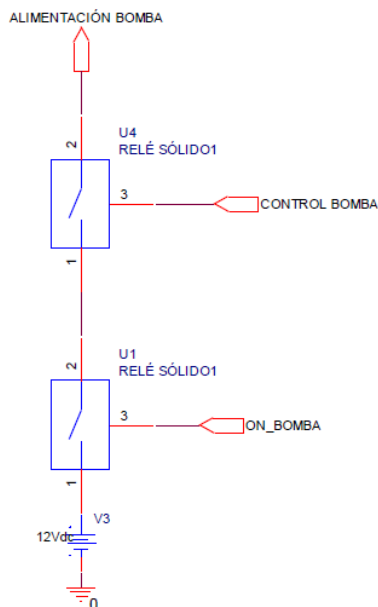 ALIMENTACIÓN BOMBA
2
U4
RELÉ SÓLIDO1
3
CONTROL BOMBA
1
2
U1
RELÉ SÓLIDO1
3
ON_BOMBA
1
V3
12Vdc
0